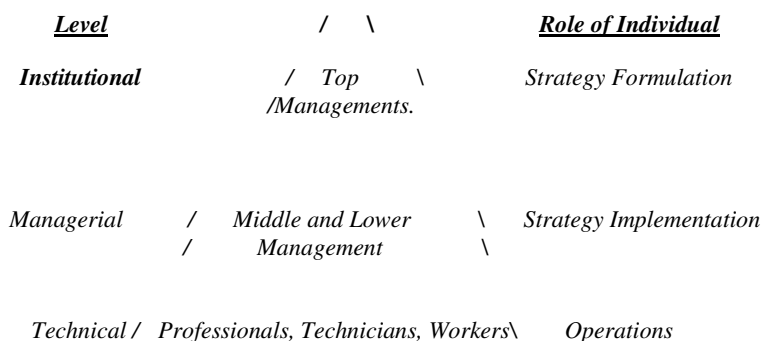 Level / \ Role of Individual
Institutional / Top \ Strategy Formulation
/Managements.
Managerial / Middle and Lower \ Strategy Implementation
/ Management \
Technical / Professionals, Technicians, Workers\ Operations